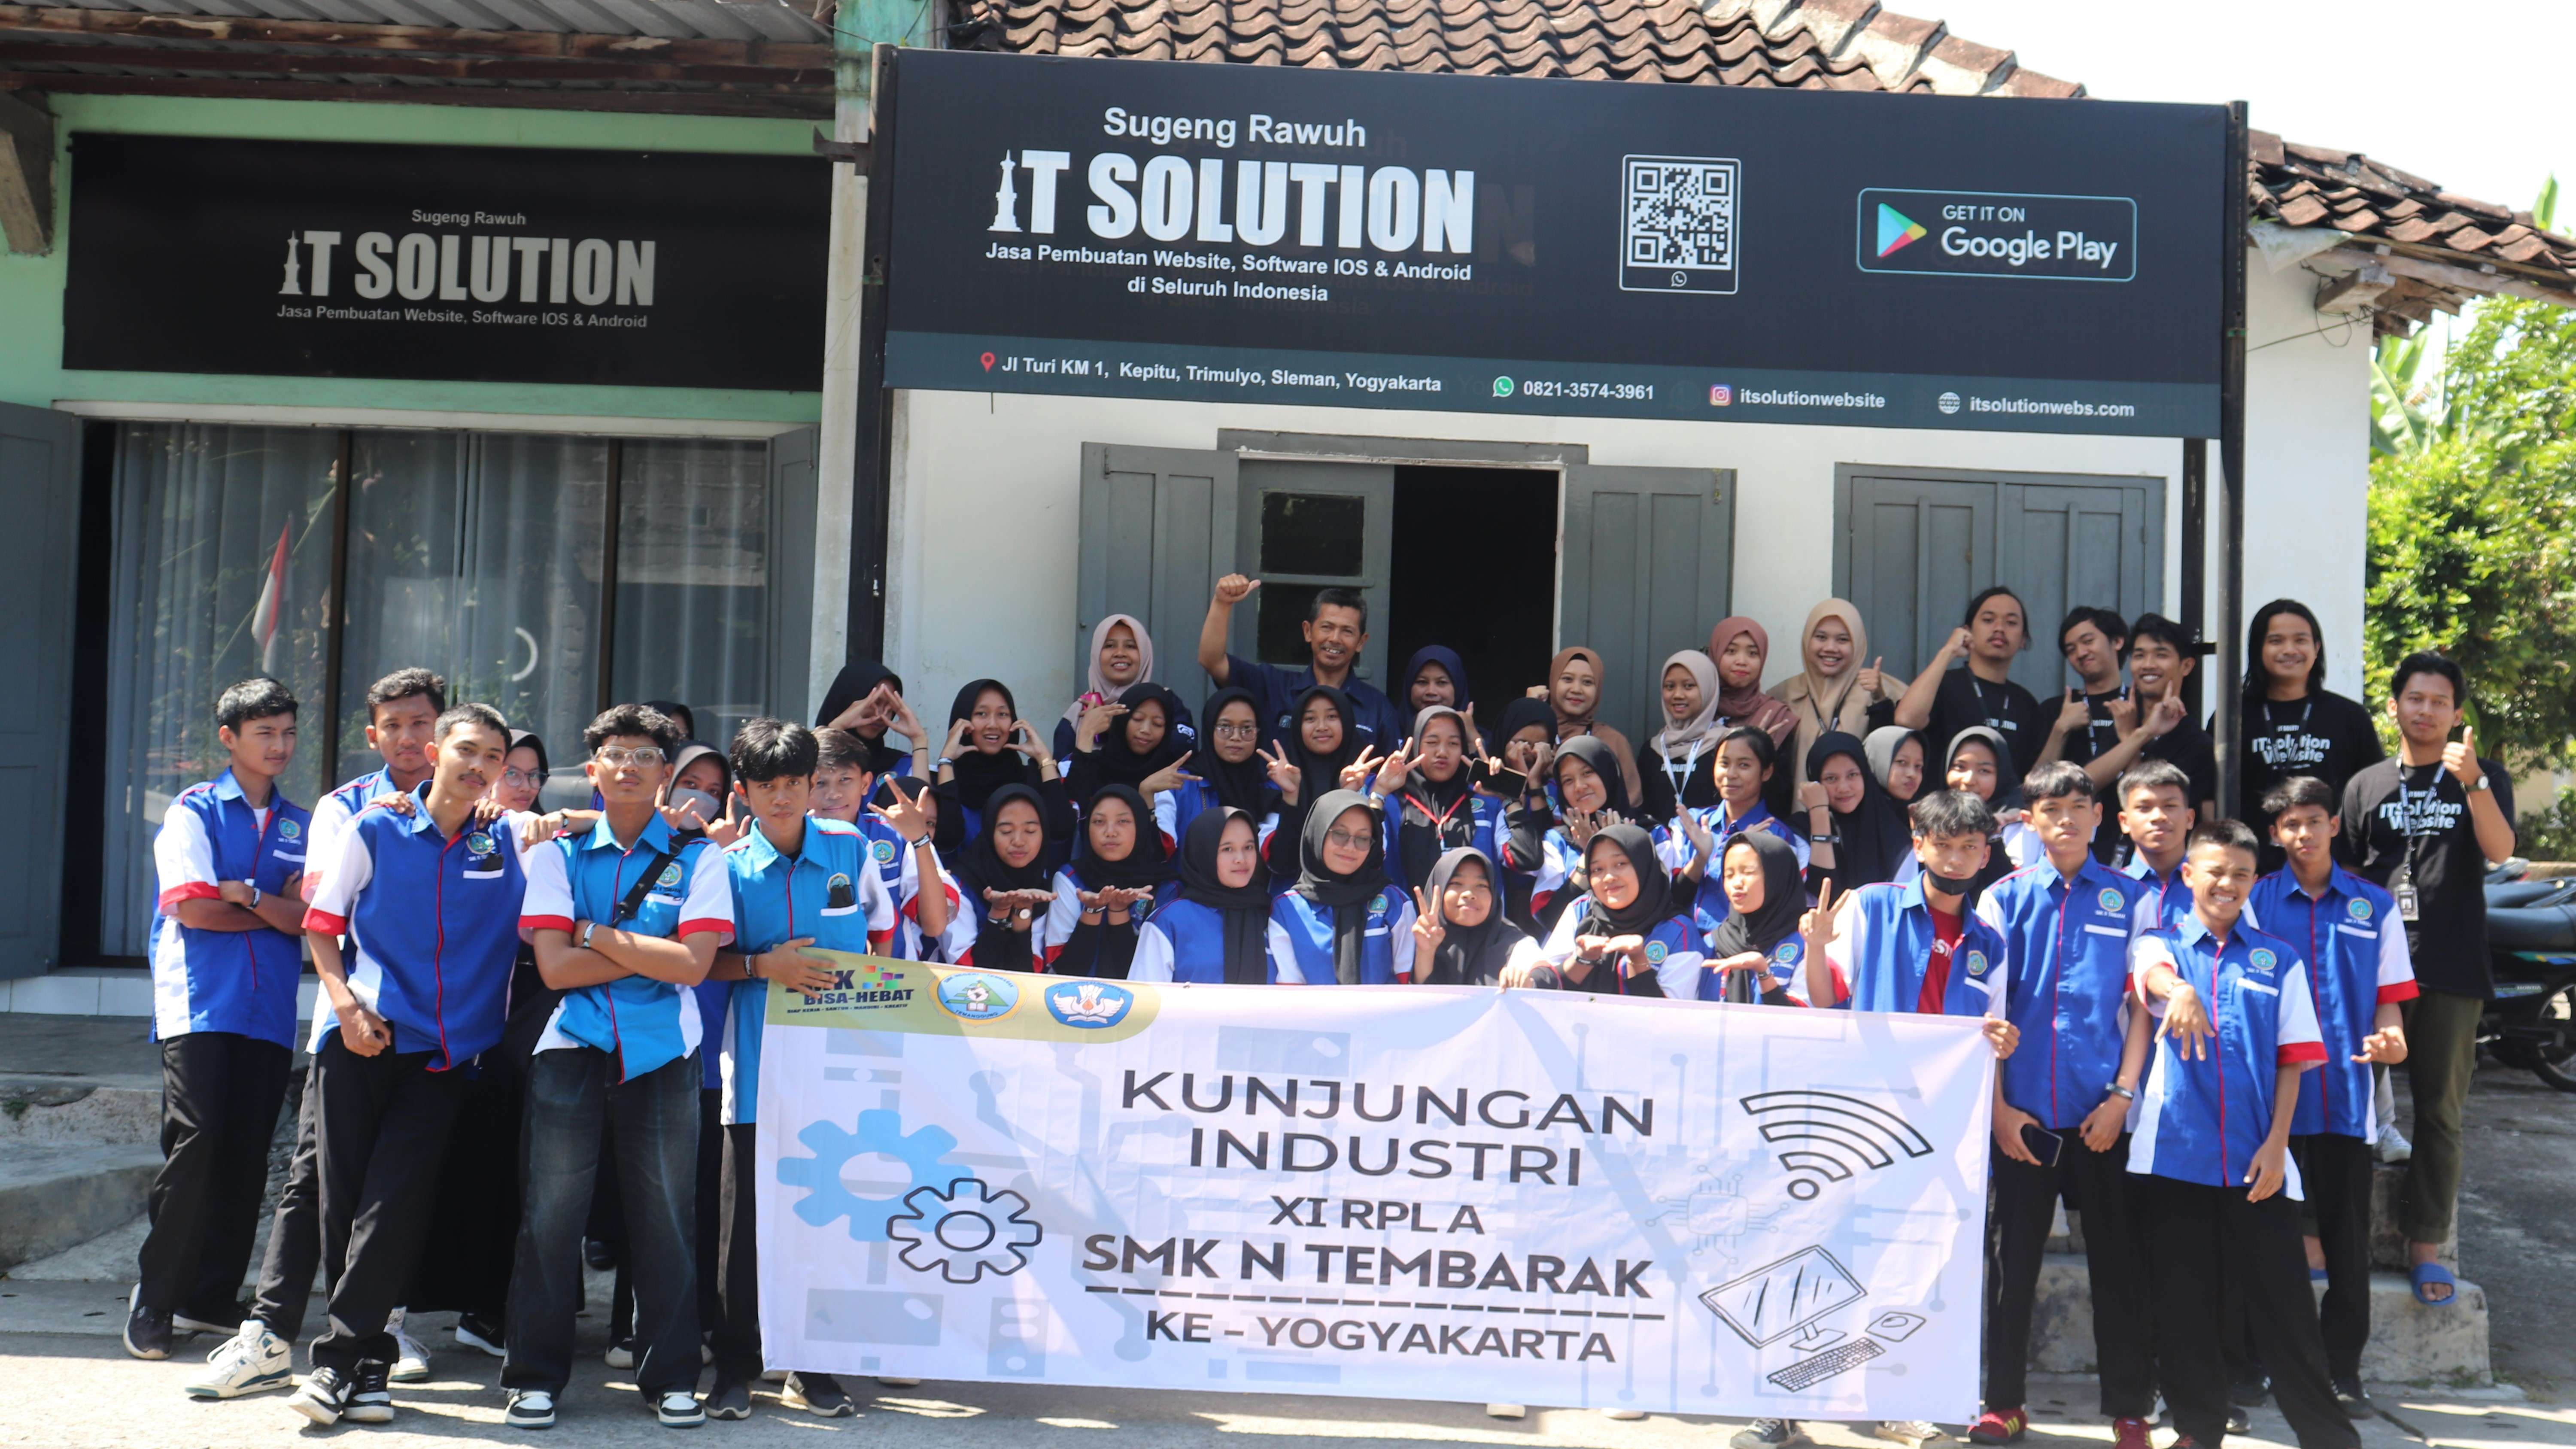 Sugeng Rawuh
IT SOLUTION
Jasa Pembuatan Website, Software IOS & Android
Sugeng Rawuh
IT SOLUTION
Jasa Pembuatan Website, Software IOS & Android
di Seluruh Indonesia
GET IT ON
Google Play
Jl Turi KM 1, Kepitu, Trimulyo, Sleman, Yogyakarta
0821-3574-3961
itsolutionwebsite
itsolutionwebs.com
ITSolution
Website
ITSolution
Website
BISA-HEBAT
TEMANGGUNG
KUNJUNGAN
INDUSTRI
XI RPL A
SMK N TEMBARAK
KE - YOGYAKARTA